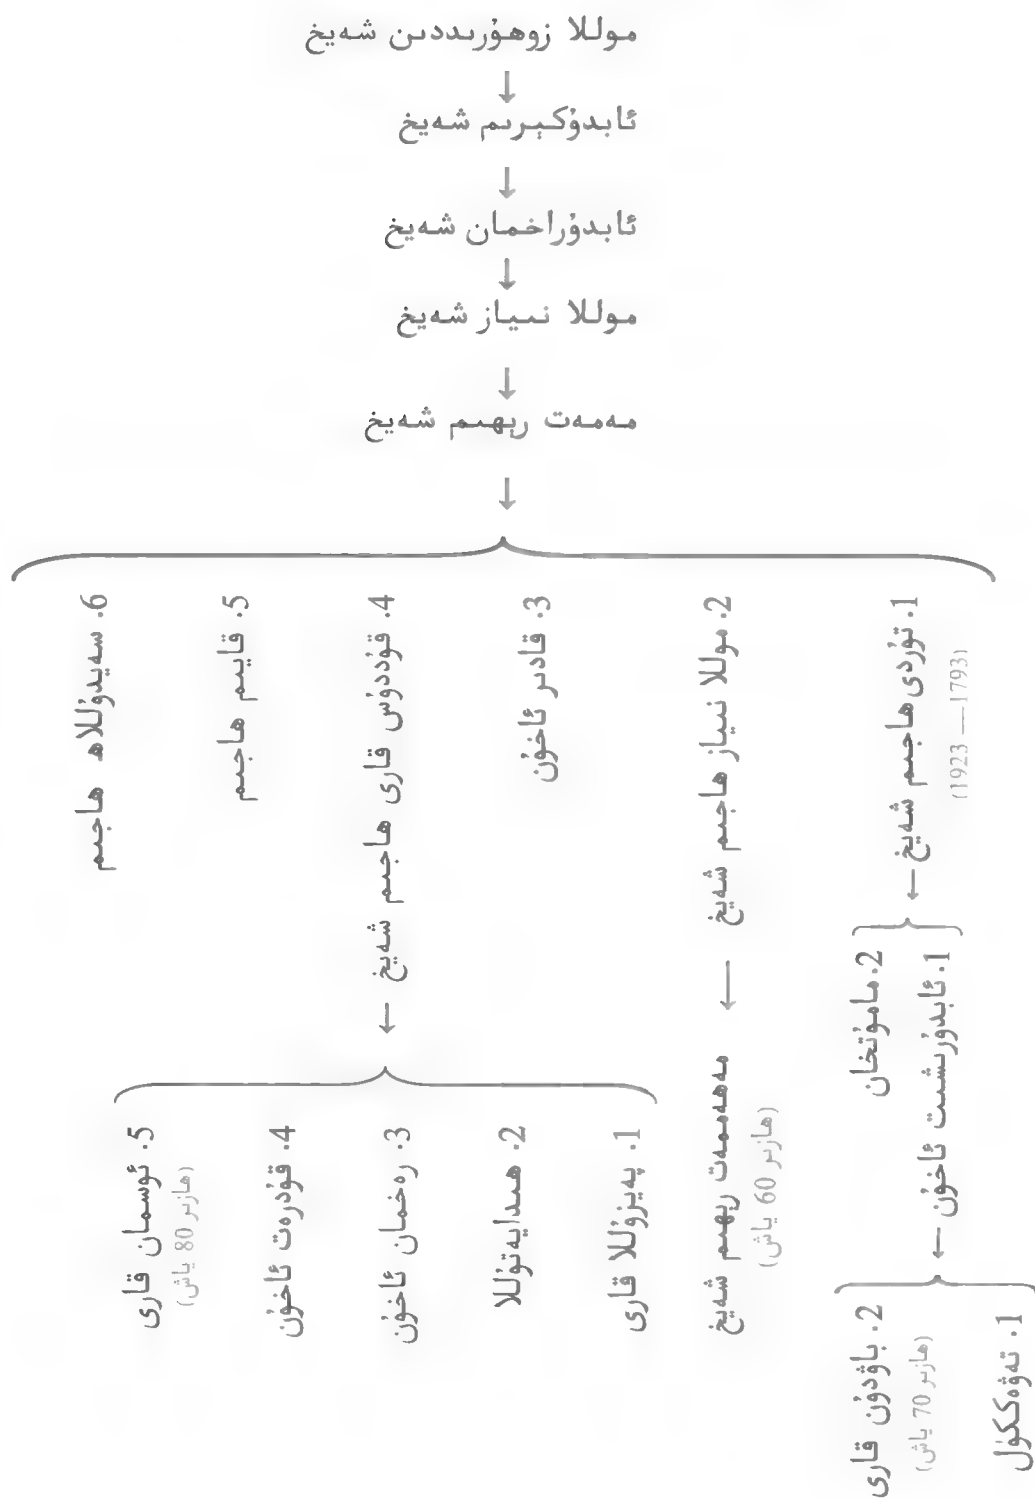 موللا زوھۇرىددىن شەيخ
↓
ئابدۇكېرىم شەيخ
↓
ئابدۇراخمان شەيخ
↓
موللا نىياز شەيخ
↓
مەمەت رېھىم شەيخ
↓
1. تۇردى ھاجىم شەيخ ←
(1793—1923)
1. ئابدۇرىشت ئاخۇن ←
2. مامۇتخان
1. تەۋەككۈل
2. باۋدۇن قارى
(ھازىر 70 ياش)
2. موللا نىياز ھاجىم شەيخ ←
مەھەممەت رېھىم شەيخ
(ھازىر 60 ياش)
3. قادىر ئاخۇن
4. قۇددۇس قارى ھاجىم شەيخ ←
1. پەيزۇللا قارى
2. ھىدايەتۇللا
3. رەخمان ئاخۇن
4. قۇدرەت ئاخۇن
5. ئوسمان قارى
(ھازىر 80 ياش)
5. قايىم ھاجىم
6. سەيدۇللاھ ھاجىم